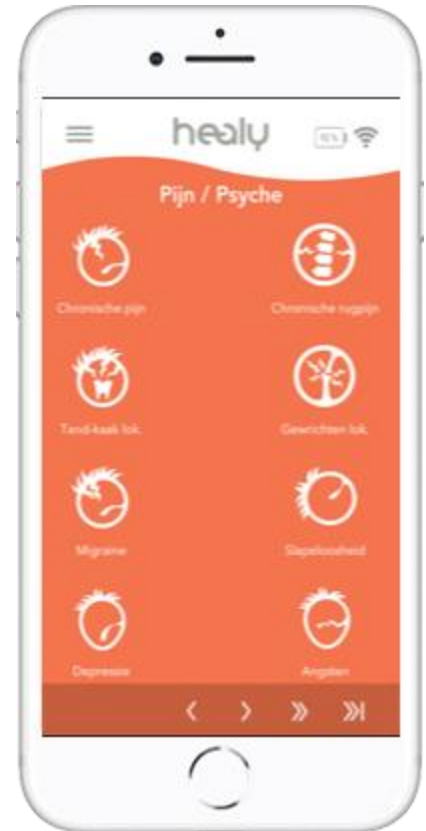 healy
Pijn / Psyche
Chronische pijn
Chronische rugpijn
Tand-kaak lok.
Gewrichten lok.
Migraine
Slapeloosheid
Depressie
Angsten